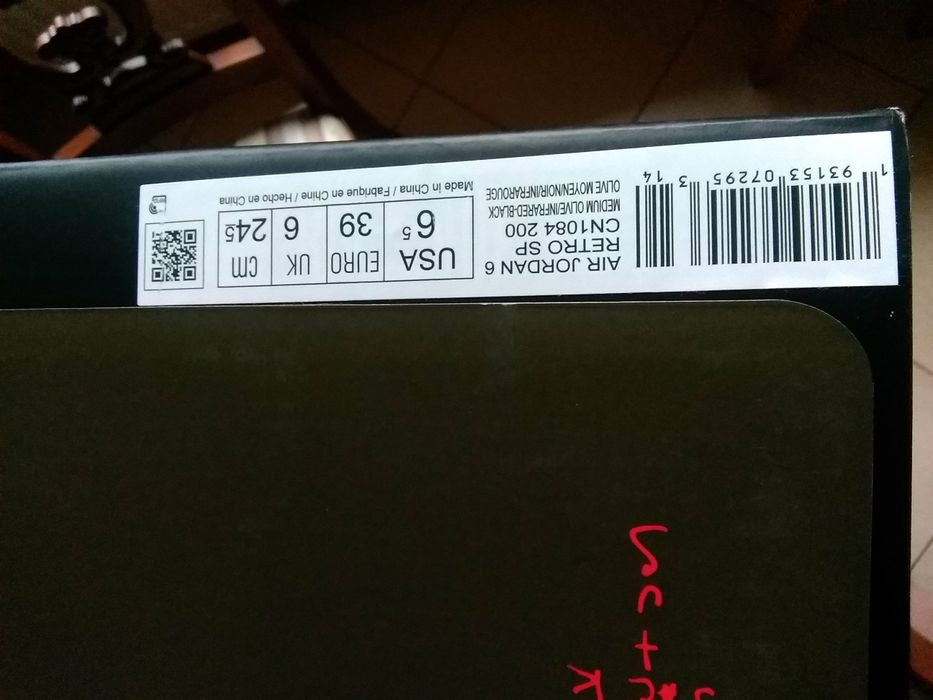 1 93153 07295 3 14
AIR JORDAN 6
RETRO SP
CN1084 200
MEDIUM OLIVE/INFRARED-BLACK
OLIVE MOYEN/NOIR/INFRAROUGE
USA EURO UK cm
6 5 39 6 24 5
Made in China / Fabriqué en Chine / Hecho en China